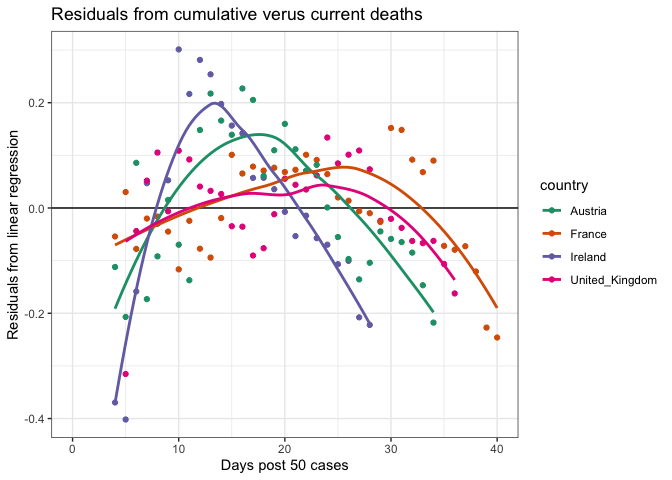 Residuals from cumulative verus current deaths
Residuals from linear regression
0.2
0.0
-0.2
-0.4
0
10
20
30
40
Days post 50 cases
country
Austria
France
Ireland
United_Kingdom